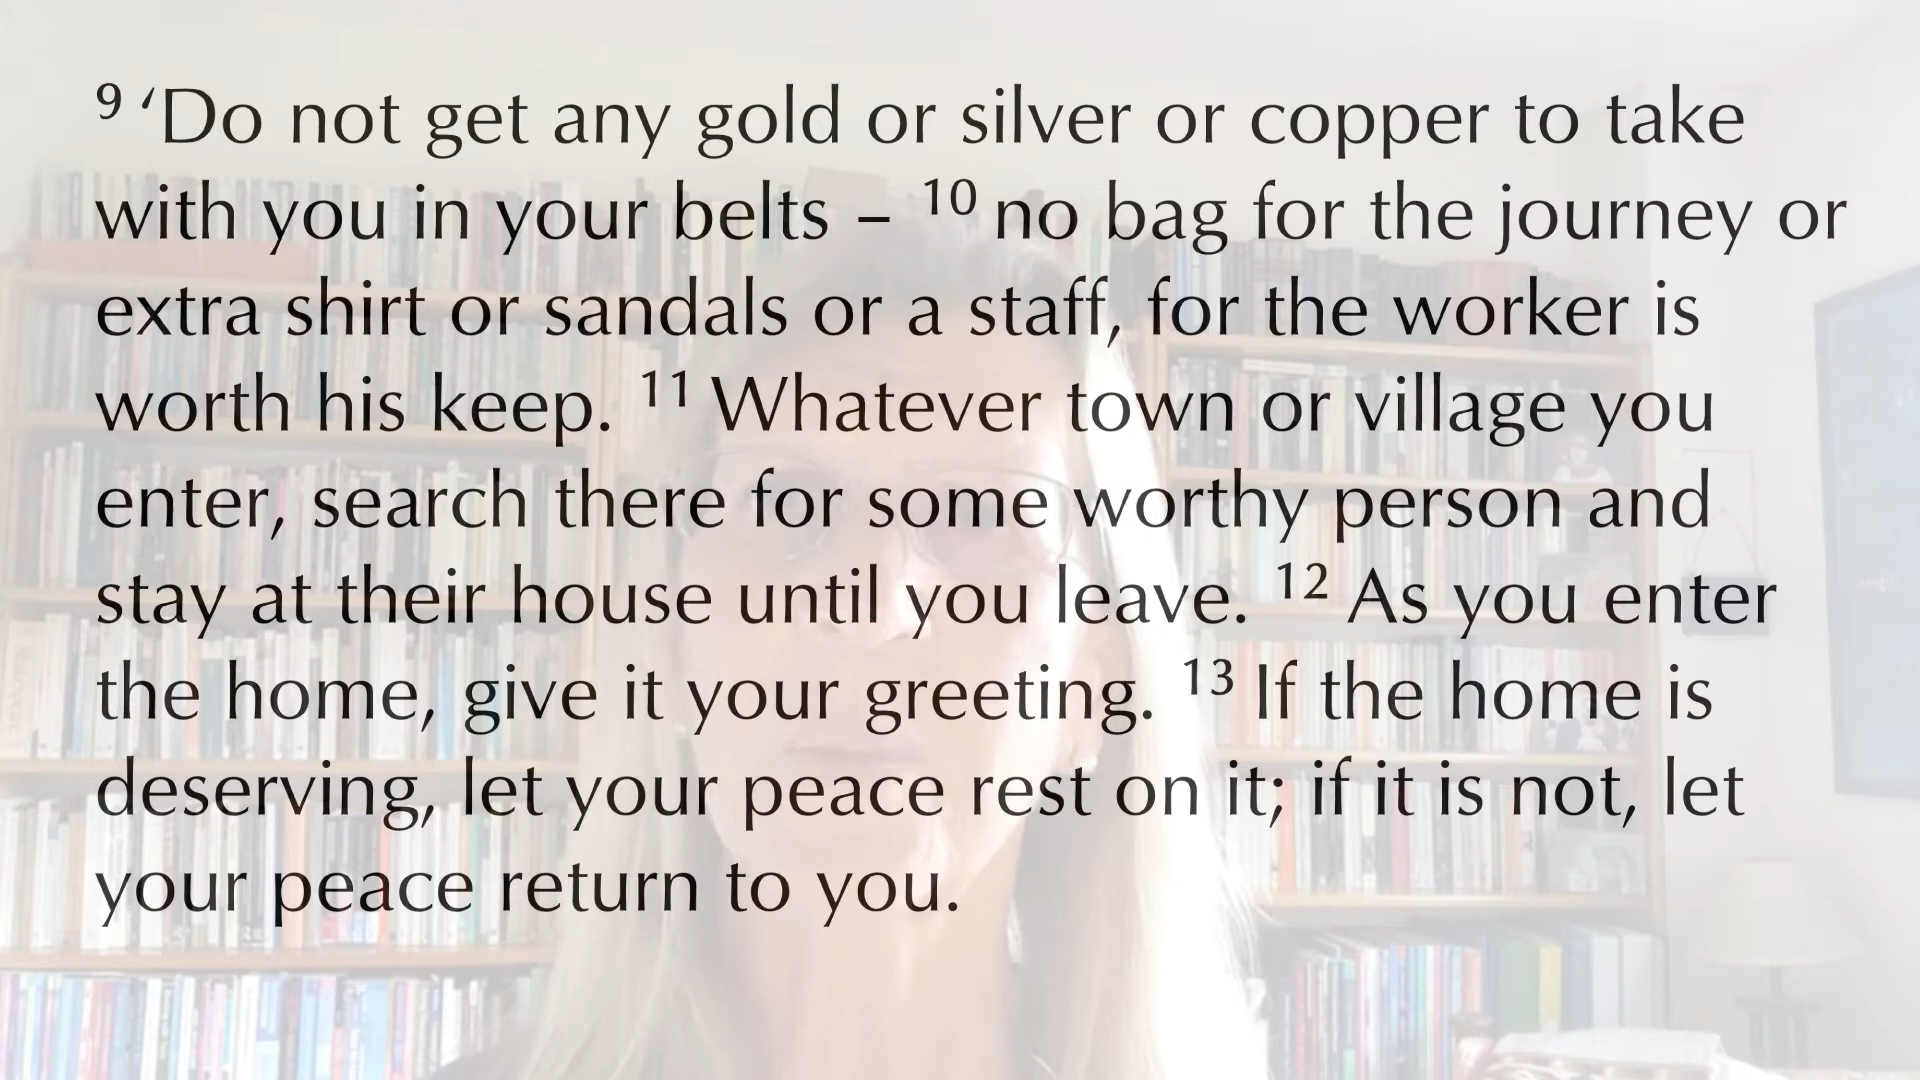 ⁹ ‘Do not get any gold or silver or copper to take
with you in your belts – ¹⁰ no bag for the journey or
extra shirt or sandals or a staff, for the worker is
worth his keep. ¹¹ Whatever town or village you
enter, search there for some worthy person and
stay at their house until you leave. ¹² As you enter
the home, give it your greeting. ¹³ If the home is
deserving, let your peace rest on it; if it is not, let
your peace return to you.